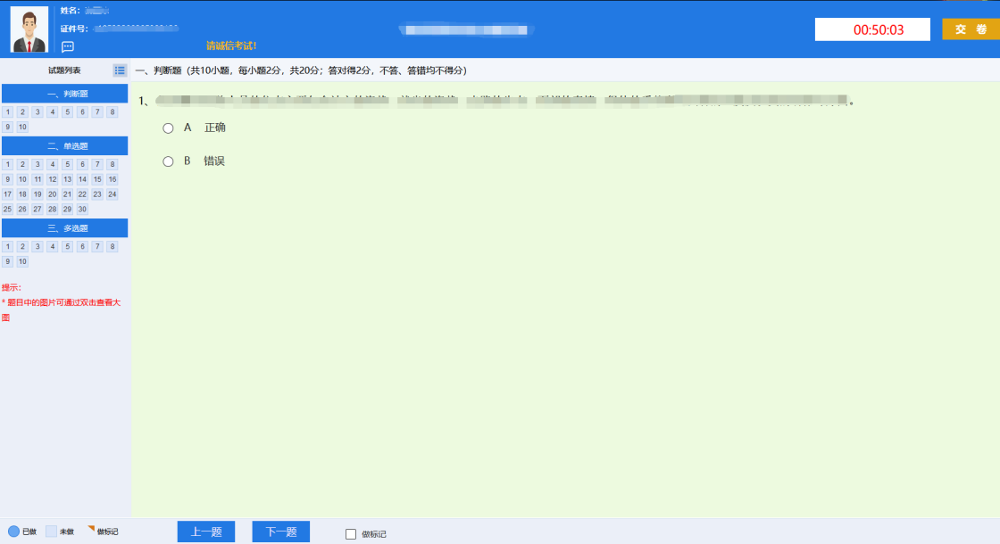 姓名：
证件号：
请诚信考试！
00:50:03
交 卷
试题列表
一、判断题
1 2 3 4 5 6 7 8
9 10
二、单选题
1 2 3 4 5 6 7 8
9 10 11 12 13 14 15 16
17 18 19 20 21 22 23 24
25 26 27 28 29 30
三、多选题
1 2 3 4 5 6 7 8
9 10
提示：
* 题目中的图片可通过双击查看大
图
一、判断题（共10小题，每小题2分，共20分；答对得2分，不答、答错均不得分）
1、 。
A 正确
B 错误
已做 未做 做标记
上一题 下一题 做标记